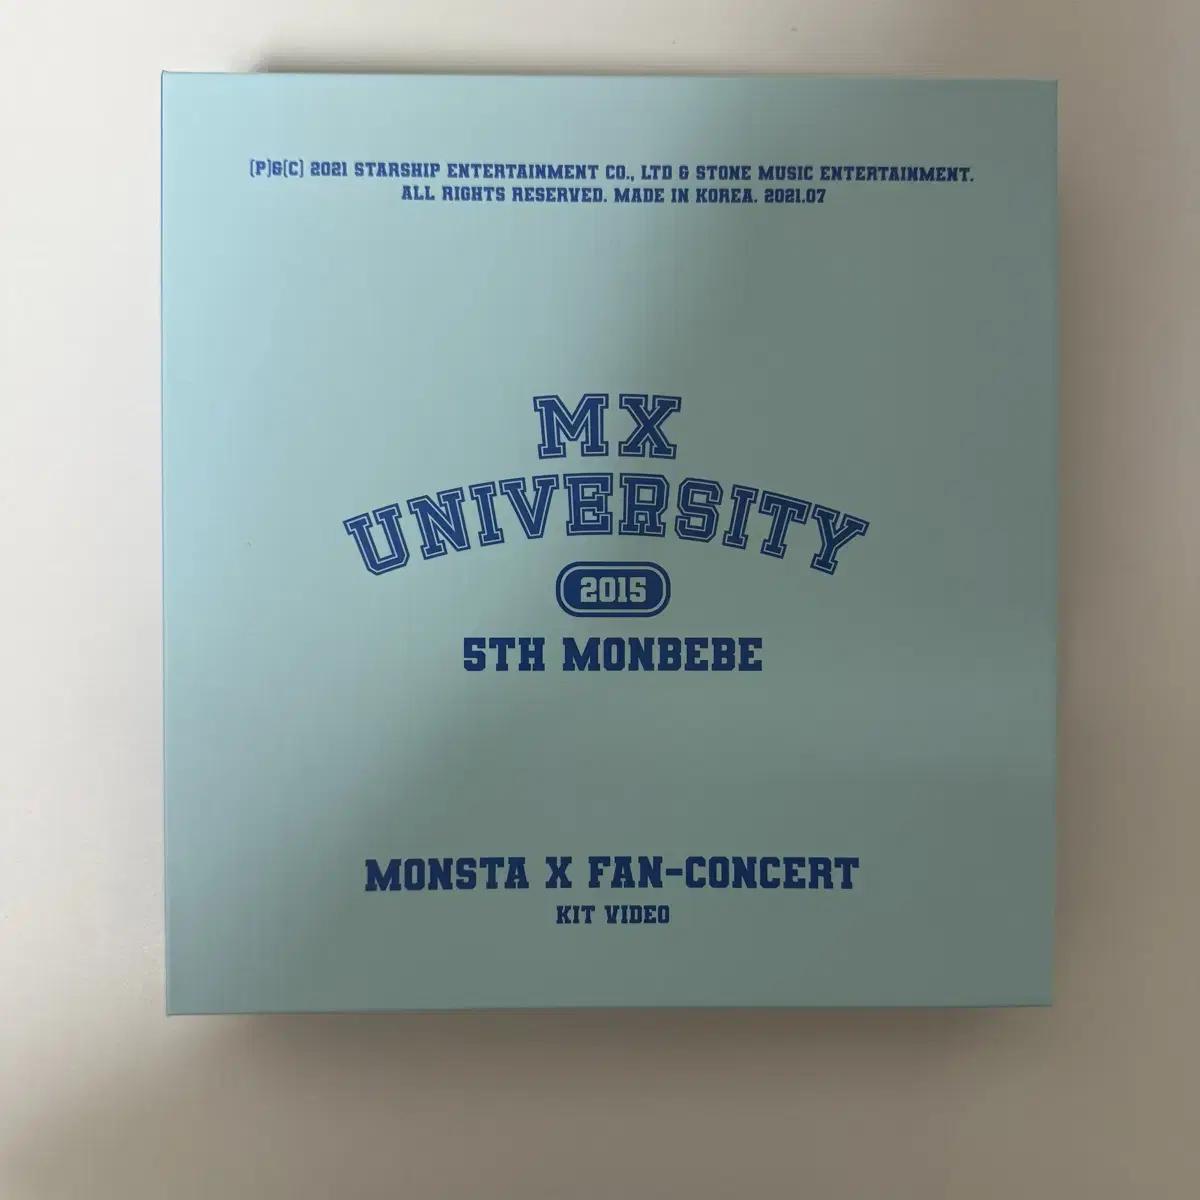 (P)&(C) 2021 STARSHIP ENTERTAINMENT CO., LTD & STONE MUSIC ENTERTAINMENT.
ALL RIGHTS RESERVED. MADE IN KOREA. 2021.07
MX
UNIVERSITY
2015
5TH MONBEBE
MONSTA X FAN-CONCERT
KIT VIDEO